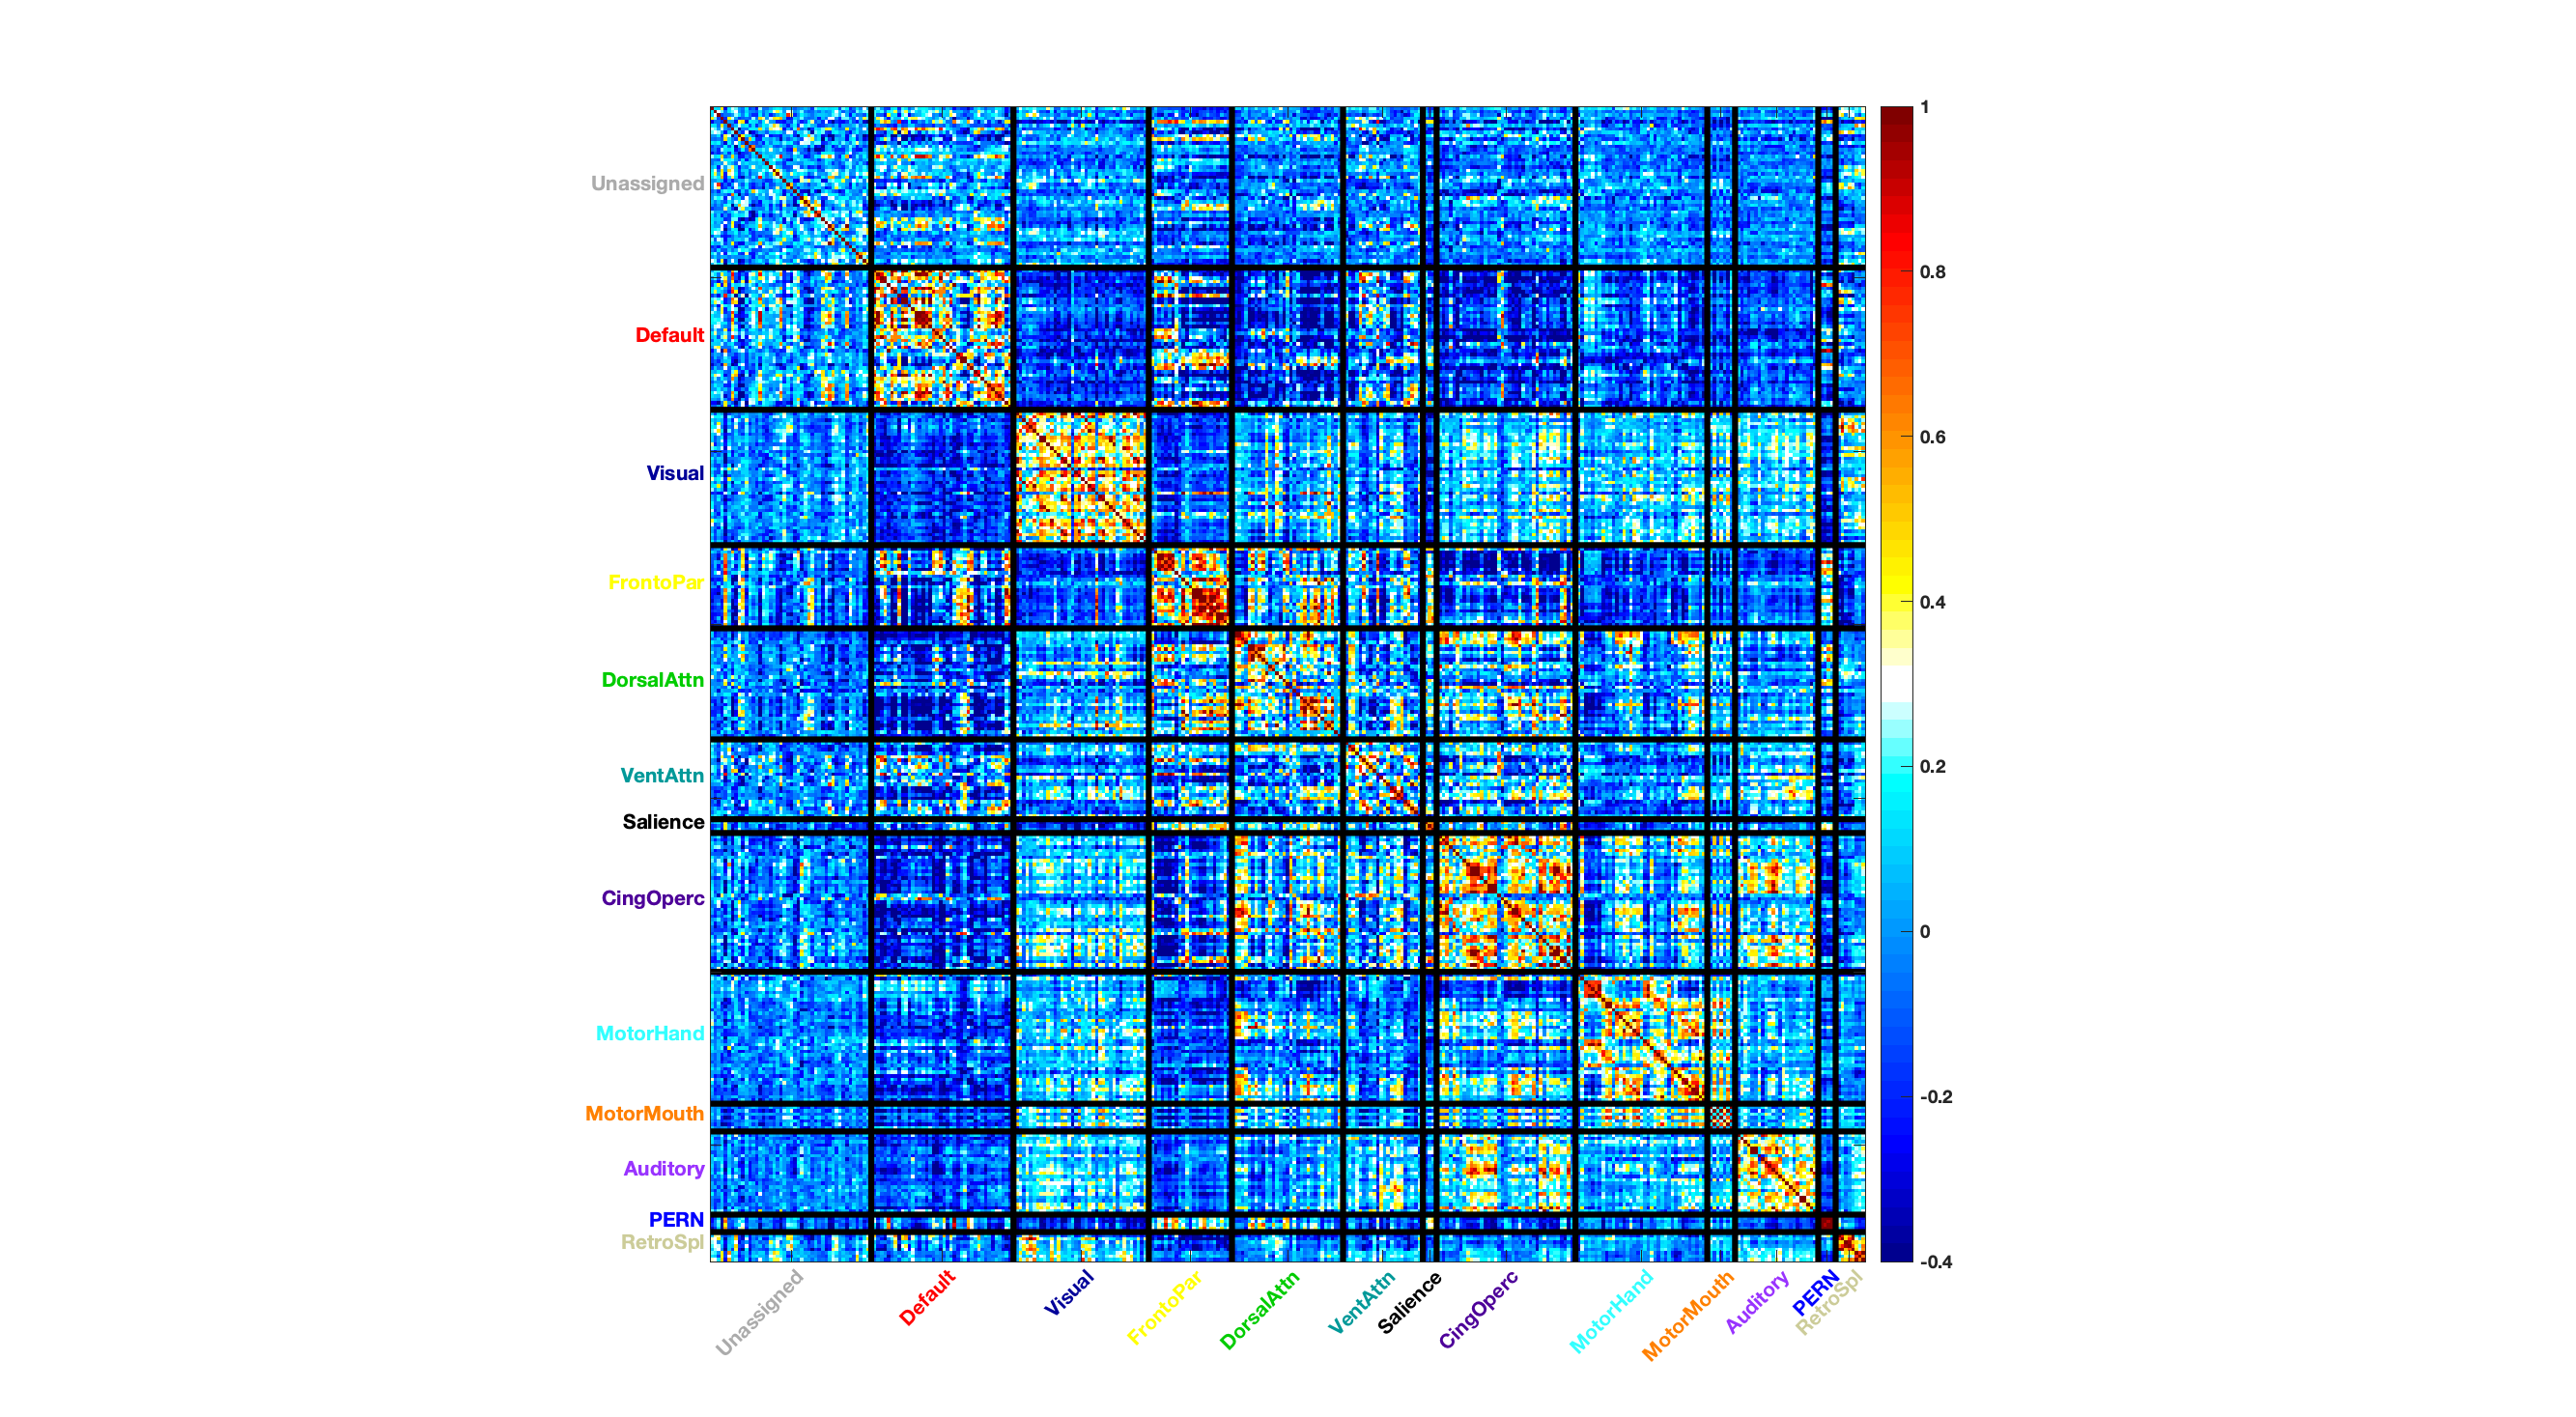 Unassigned
Default
Visual
FrontoPar
DorsalAttn
VentAttn
Salience
CingOperc
MotorHand
MotorMouth
Auditory
PERN
RetroSpl
Unassigned
Default
Visual
FrontoPar
DorsalAttn
VentAttn
Salience
CingOperc
MotorHand
MotorMouth
Auditory
PERN
RetroSpl
1
0.8
0.6
0.4
0.2
0
-0.2
-0.4